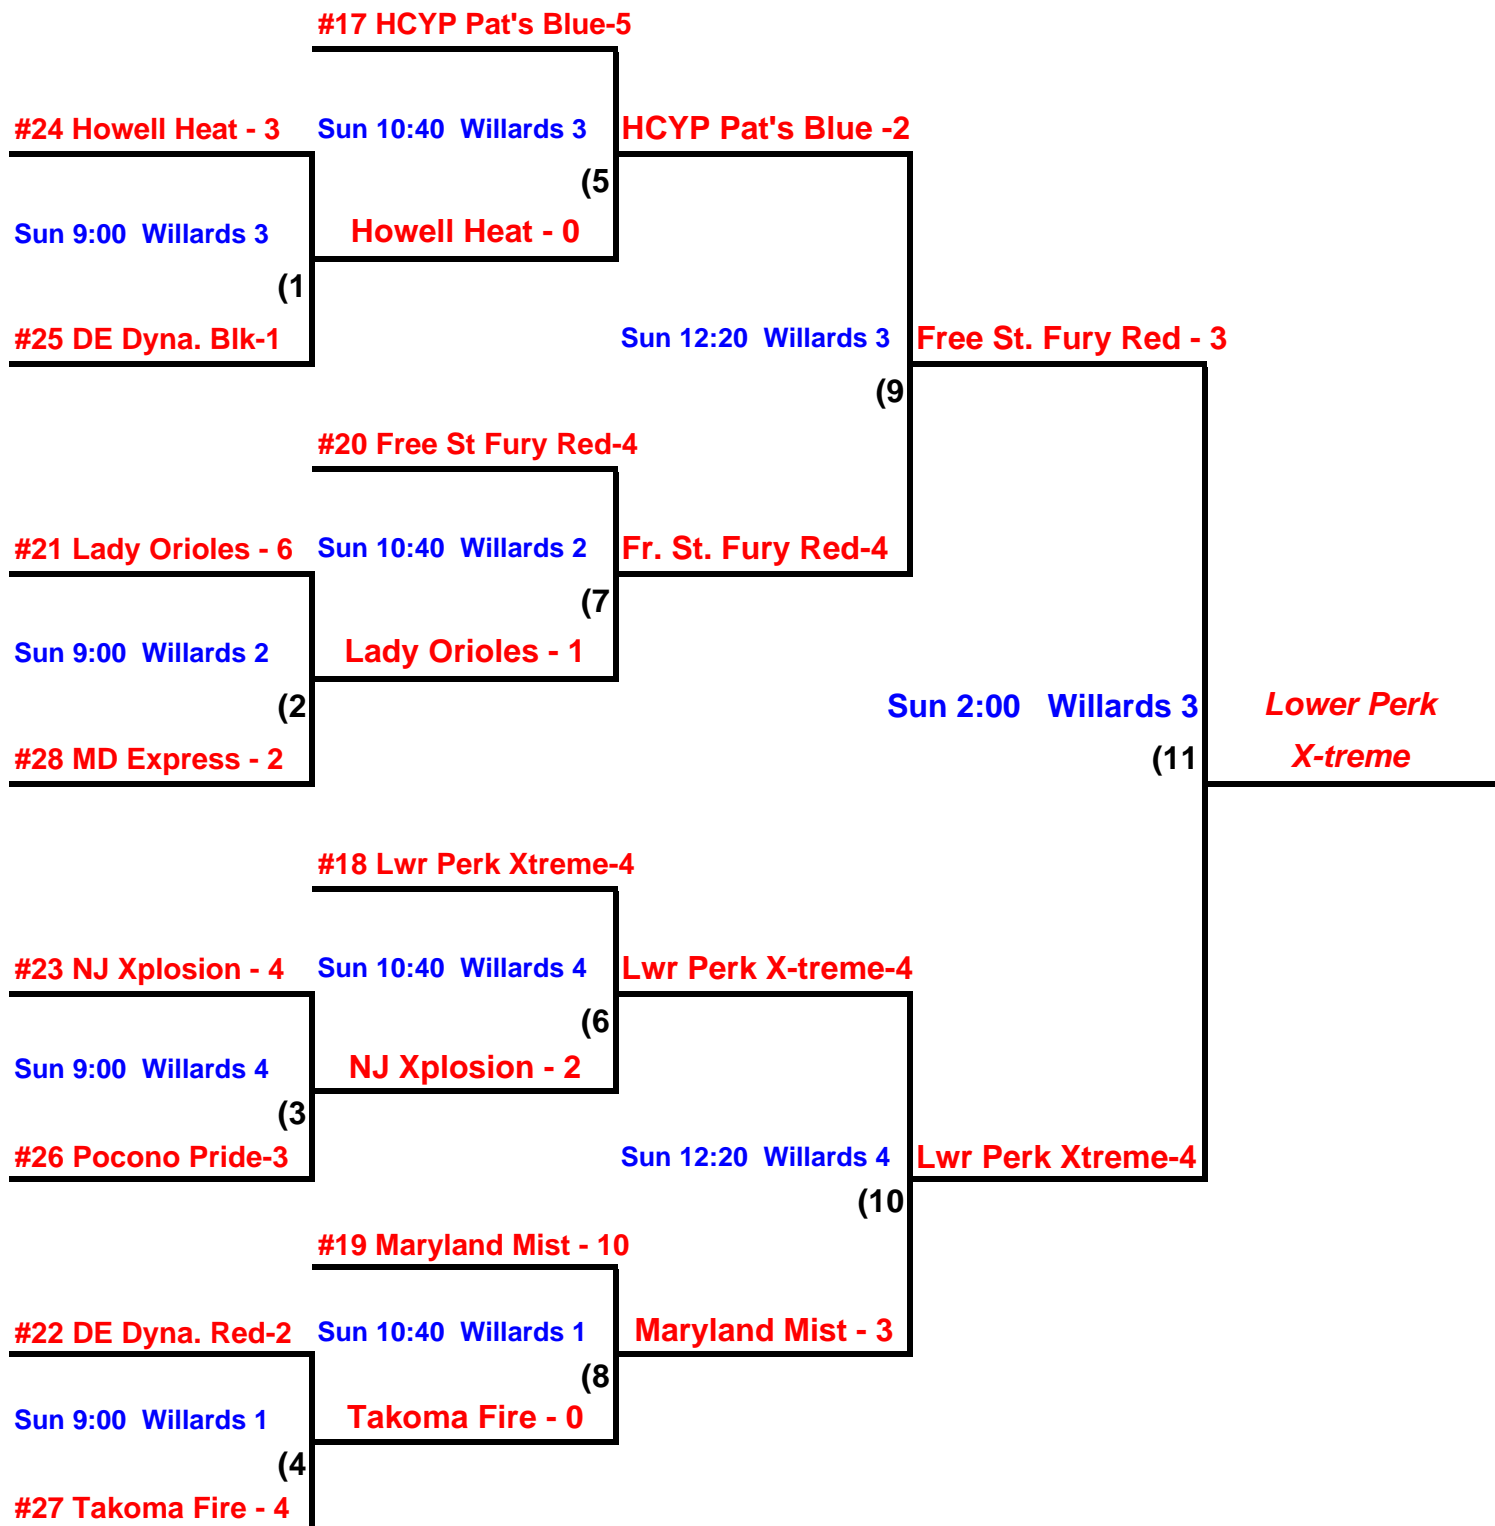 #17 HCYP Pat's Blue-5
#24 Howell Heat - 3
Sun 10:40 Willards 3
HCYP Pat's Blue -2
(5
Sun 9:00 Willards 3
Howell Heat - 0
(1
#25 DE Dyna. Blk-1
Sun 12:20 Willards 3
Free St. Fury Red - 3
(9
#20 Free St Fury Red-4
#21 Lady Orioles - 6
Sun 10:40 Willards 2
Fr. St. Fury Red-4
(7
Sun 9:00 Willards 2
Lady Orioles - 1
(2
Sun 2:00 Willards 3
Lower Perk
#28 MD Express - 2
(11
X-treme
#18 Lwr Perk Xtreme-4
#23 NJ Xplosion - 4
Sun 10:40 Willards 4
Lwr Perk X-treme-4
(6
Sun 9:00 Willards 4
NJ Xplosion - 2
(3
#26 Pocono Pride-3
Sun 12:20 Willards 4
Lwr Perk Xtreme-4
(10
#19 Maryland Mist - 10
#22 DE Dyna. Red-2
Sun 10:40 Willards 1
Maryland Mist - 3
(8
Sun 9:00 Willards 1
Takoma Fire - 0
(4
#27 Takoma Fire - 4